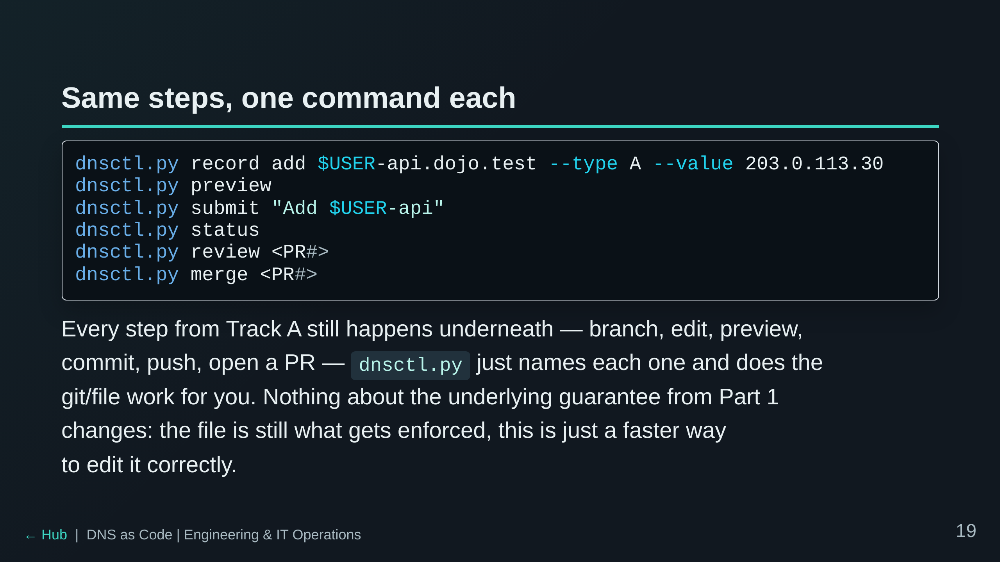 Same steps, one command each
dnsctl.py record add $USER-api.dojo.test --type A --value 203.0.113.30
dnsctl.py preview
dnsctl.py submit "Add $USER-api"
dnsctl.py status
dnsctl.py review <PR#>
dnsctl.py merge <PR#>
Every step from Track A still happens underneath — branch, edit, preview,
commit, push, open a PR — dnsctl.py just names each one and does the
git/file work for you. Nothing about the underlying guarantee from Part 1
changes: the file is still what gets enforced, this is just a faster way
to edit it correctly.
← Hub | DNS as Code | Engineering & IT Operations
19